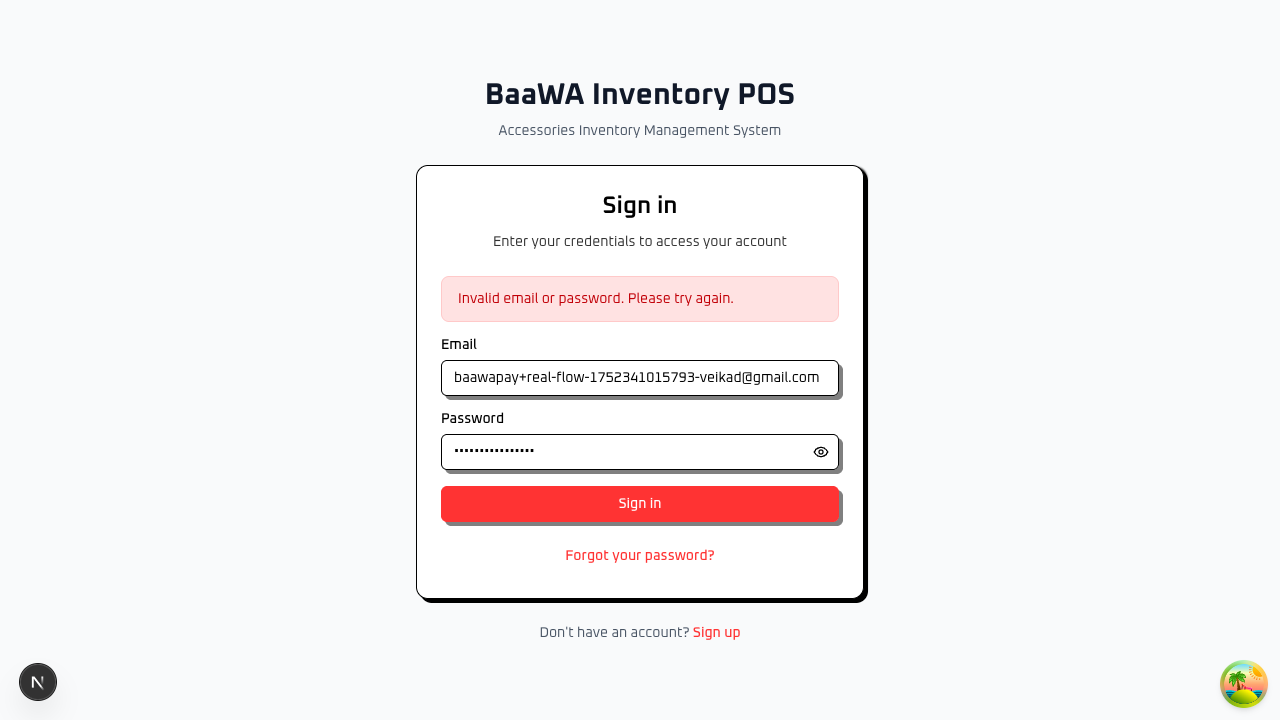 BaaWA Inventory POS
Accessories Inventory Management System
Sign in
Enter your credentials to access your account
Invalid email or password. Please try again.
Email
baawapay+real-flow-1752341015793-veikad@gmail.com
Password
••••••••••••••••
Sign in
Forgot your password?
Don't have an account? Sign up
N